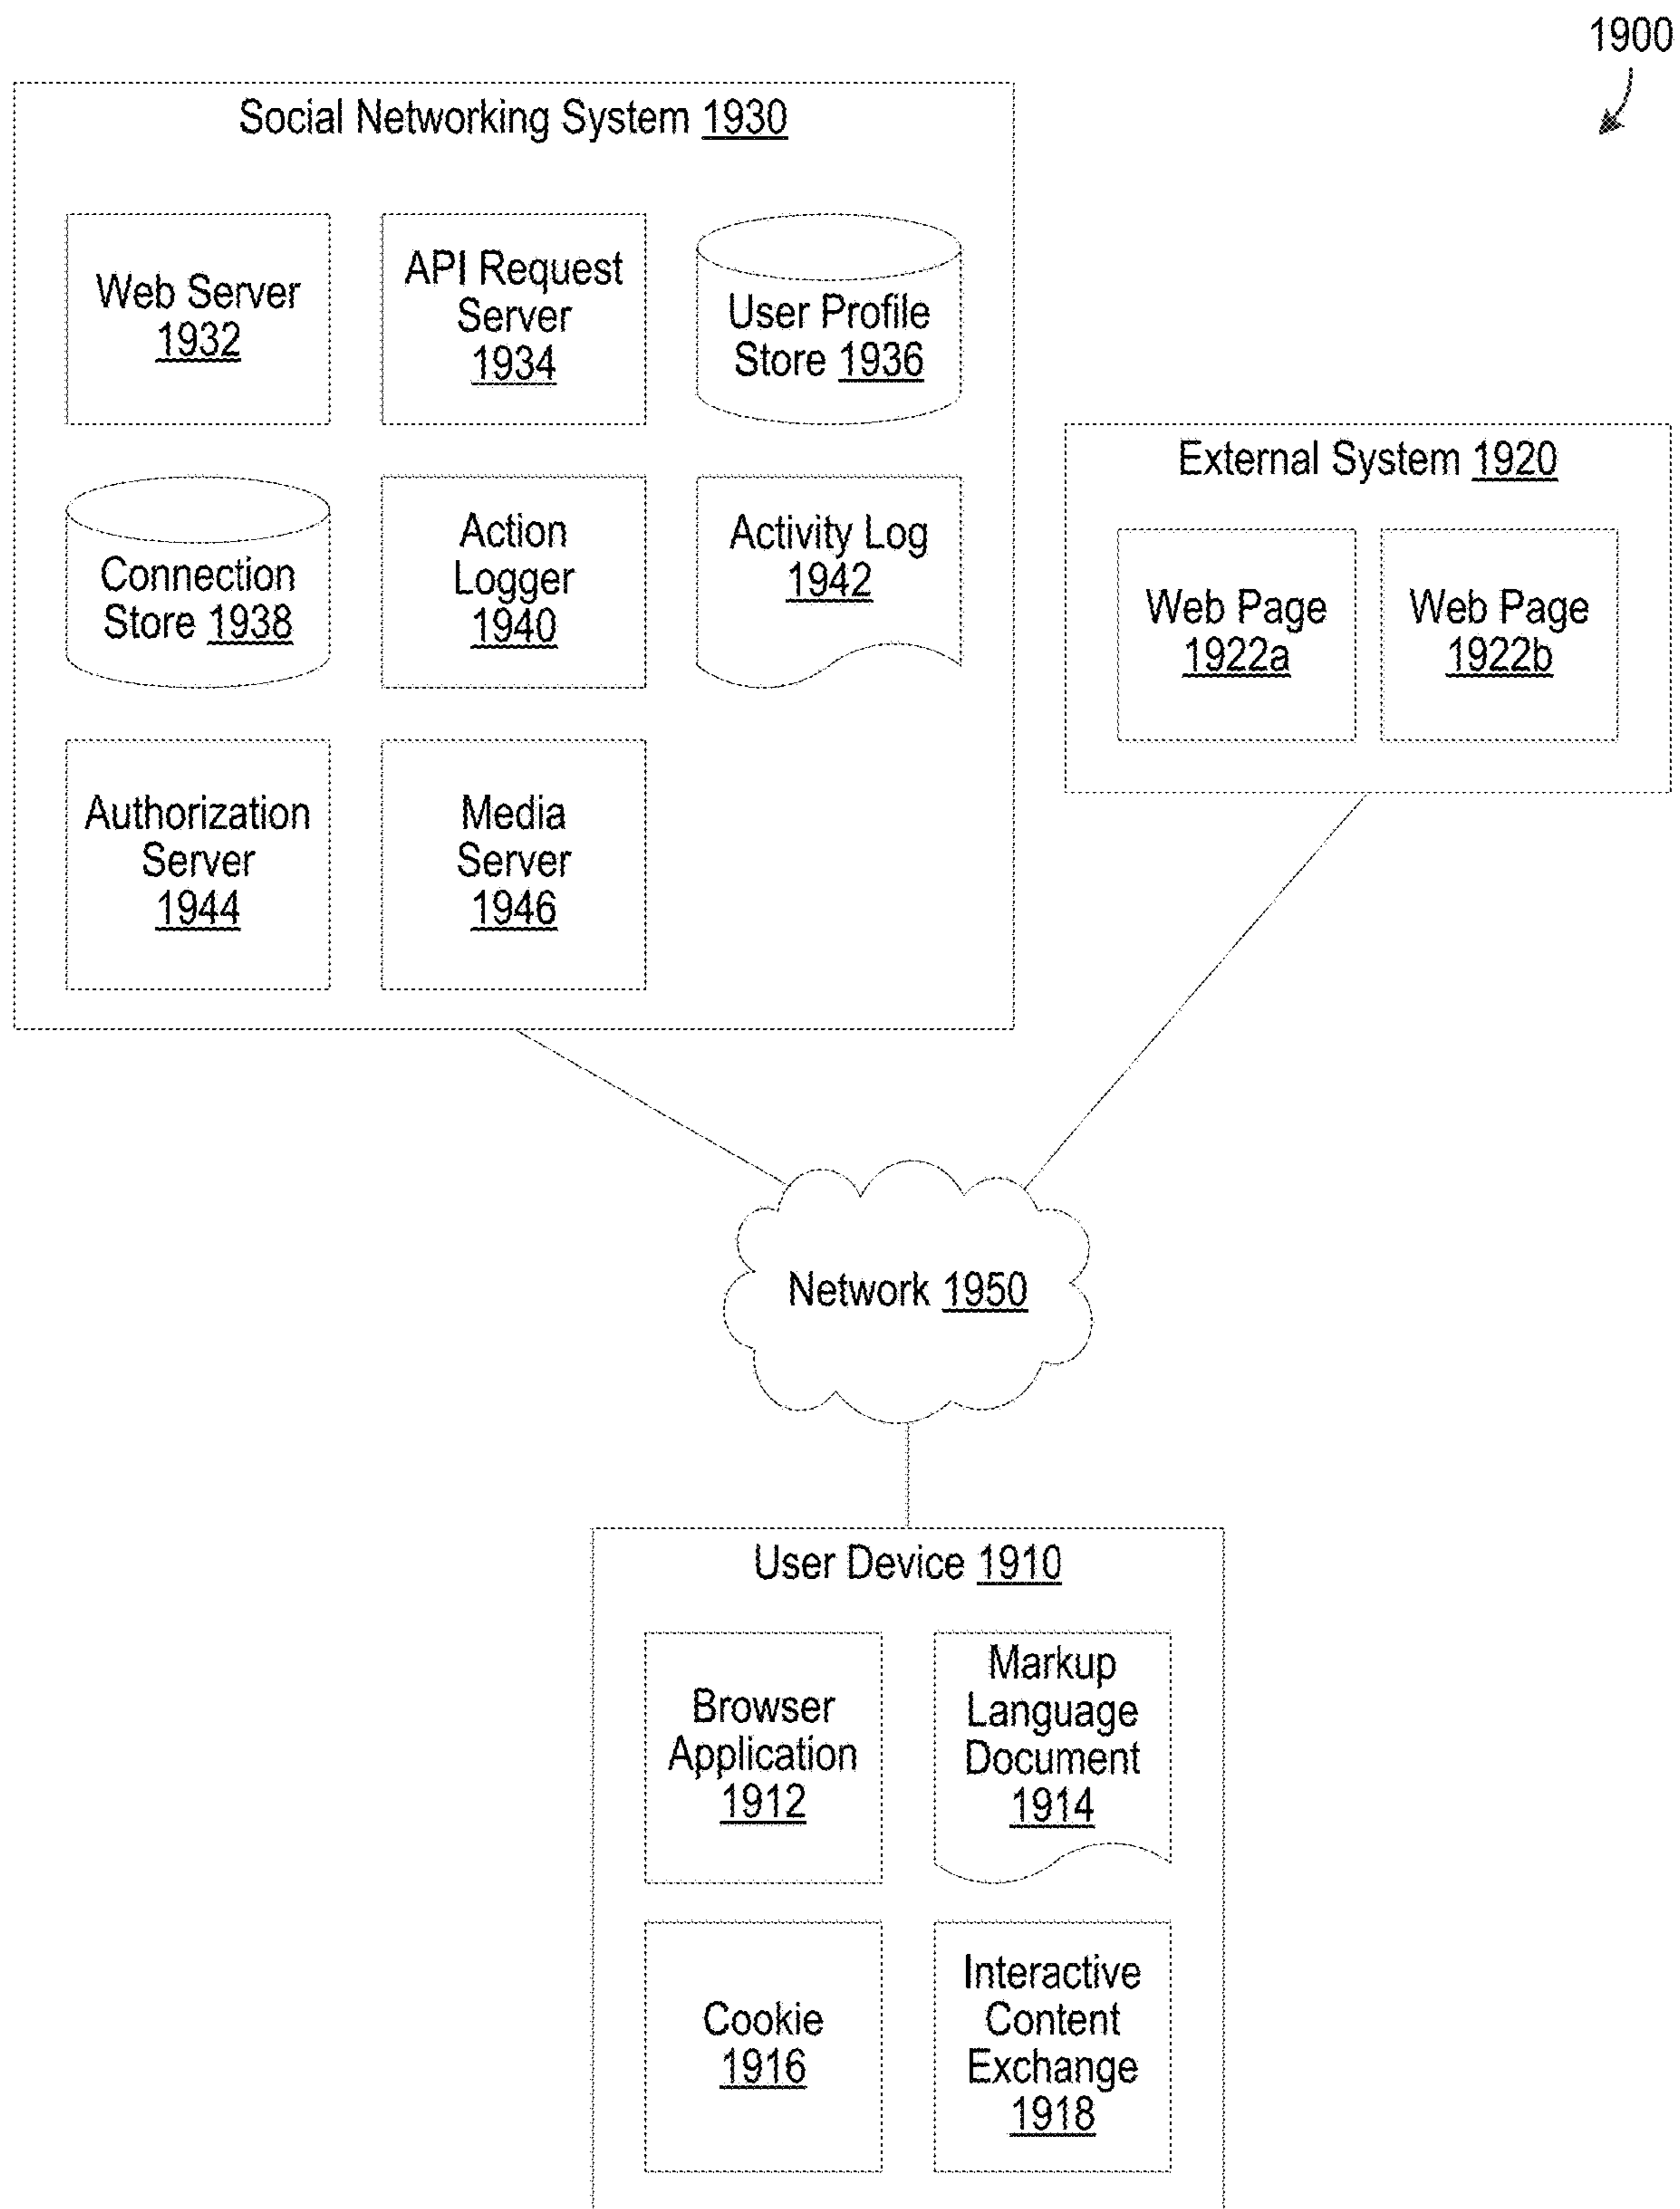 1900
Social Networking System 1930
Web Server
1932
API Request
Server
1934
User Profile
Store 1936
Connection
Store 1938
Action
Logger
1940
Activity Log
1942
Authorization
Server
1944
Media
Server
1946
External System 1920
Web Page
1922a
Web Page
1922b
Network 1950
User Device 1910
Browser
Application
1912
Markup
Language
Document
1914
Cookie
1916
Interactive
Content
Exchange
1918